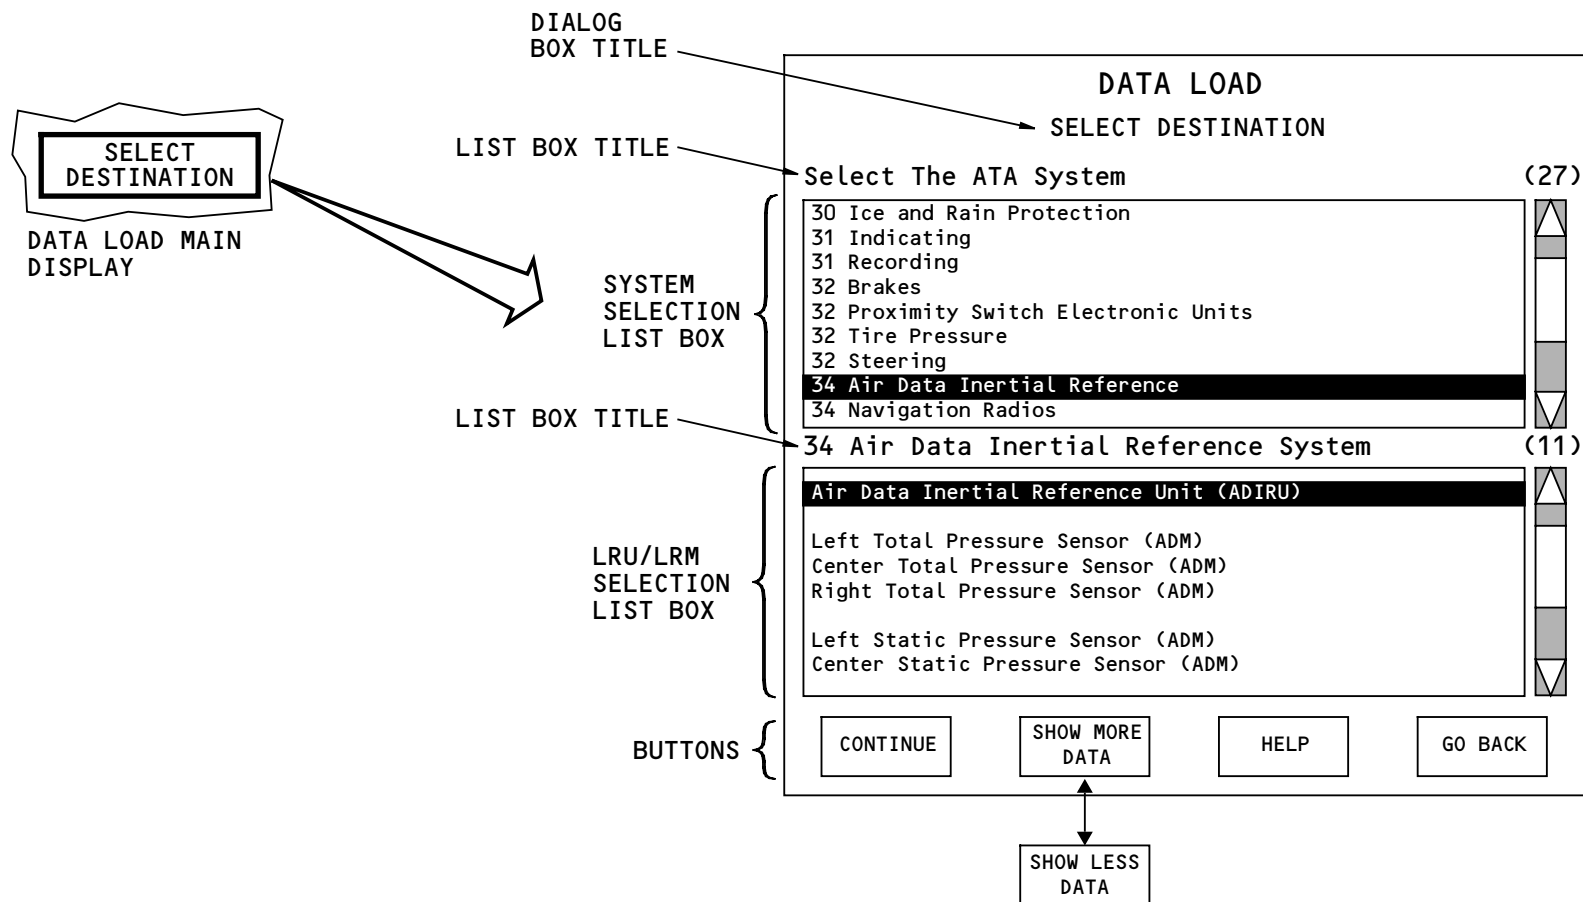 DIALOG
BOX TITLE
DATA LOAD
SELECT DESTINATION
SELECT
DESTINATION
DATA LOAD MAIN
DISPLAY
LIST BOX TITLE
Select The ATA System (27)
SYSTEM
SELECTION
LIST BOX
30 Ice and Rain Protection
31 Indicating
31 Recording
32 Brakes
32 Proximity Switch Electronic Units
32 Tire Pressure
32 Steering
34 Air Data Inertial Reference
34 Navigation Radios
LIST BOX TITLE
34 Air Data Inertial Reference System (11)
LRU/LRM
SELECTION
LIST BOX
Air Data Inertial Reference Unit (ADIRU)
Left Total Pressure Sensor (ADM)
Center Total Pressure Sensor (ADM)
Right Total Pressure Sensor (ADM)
Left Static Pressure Sensor (ADM)
Center Static Pressure Sensor (ADM)
BUTTONS
CONTINUE
SHOW MORE
DATA
HELP
GO BACK
SHOW LESS
DATA